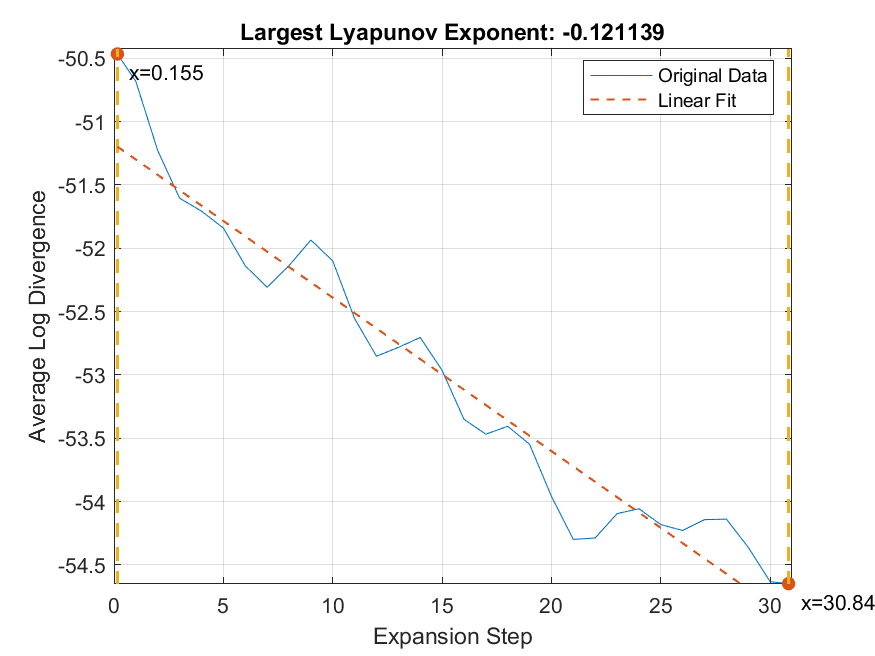 Largest Lyapunov Exponent: -0.121139
x=0.155
Original Data
Linear Fit
-50.5
-51
-51.5
-52
-52.5
-53
-53.5
-54
-54.5
Average Log Divergence
0
5
10
15
20
25
30
x=30.84
Expansion Step